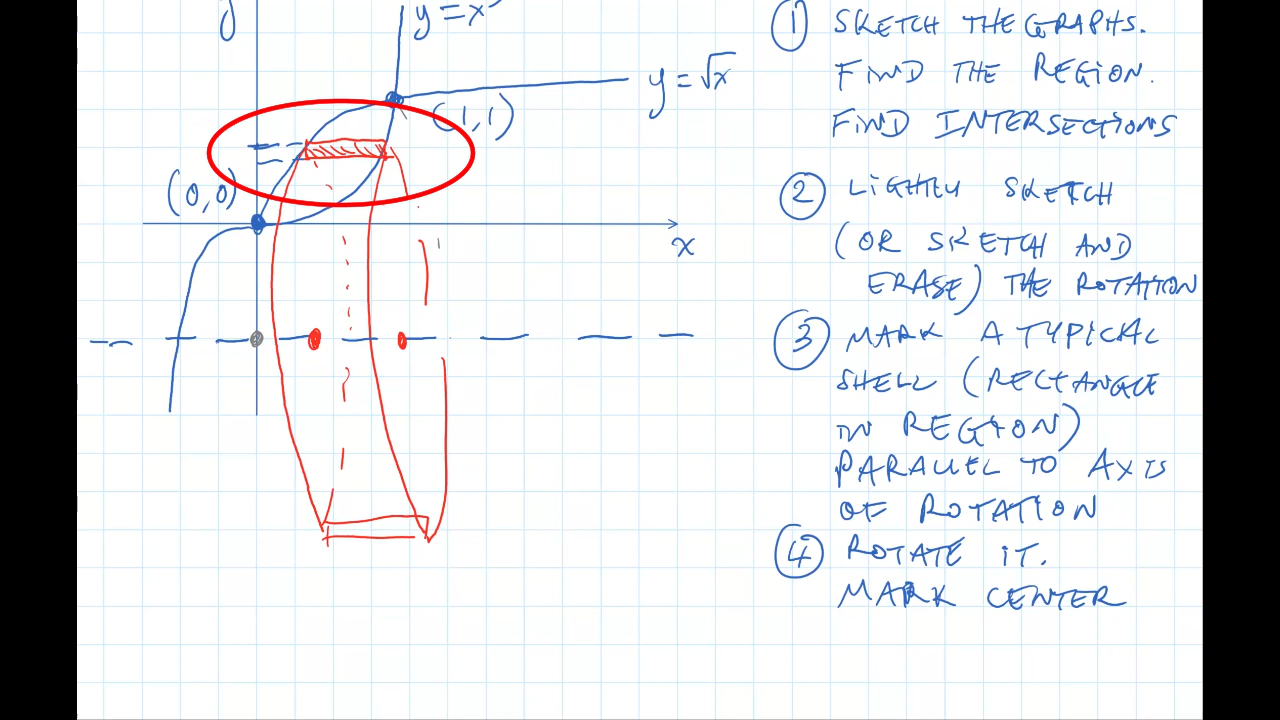 y
y = x³
① SKETCH THE GRAPHS.
FIND THE REGION.
FIND INTERSECTIONS
y = √x
(1,1)
(0,0)
x
② LIGHTLY SKETCH
(OR SKETCH AND
ERASE) THE ROTATION
③ MARK A TYPICAL
SHELL (RECTANGLE
IN REGION)
PARALLEL TO AXIS
OF ROTATION
④ ROTATE IT.
MARK CENTER